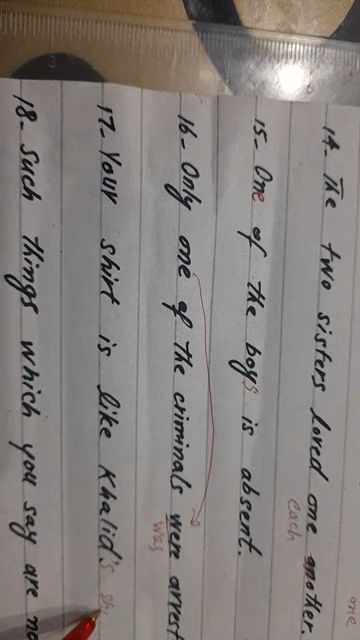 one
14- The two sisters loved one another.
each
15- One of the boys is absent.
16- Only one of the criminals were arrest
was
17- Your shirt is like Khalid's
18- Such things which you say are